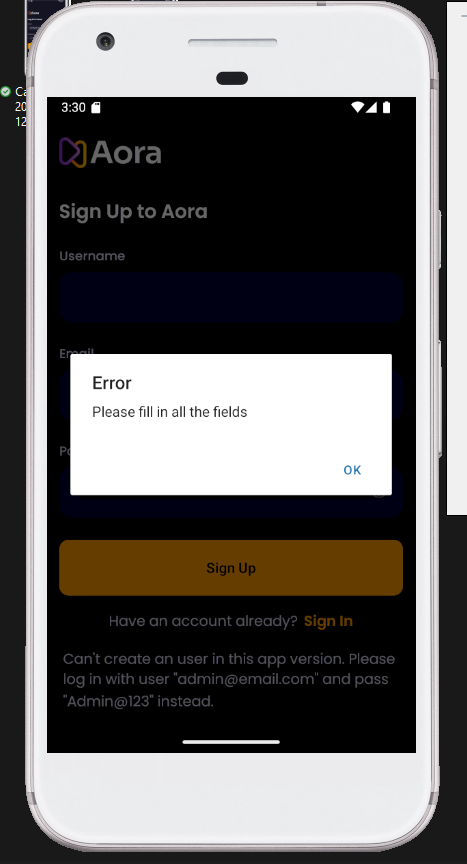 Ca
20
12
3:30
Aora
Sign Up to Aora
Username
Email
Error
Please fill in all the fields
OK
Sign Up
Have an account already? Sign In
Can't create an user in this app version. Please
log in with user "admin@email.com" and pass
"Admin@123" instead.